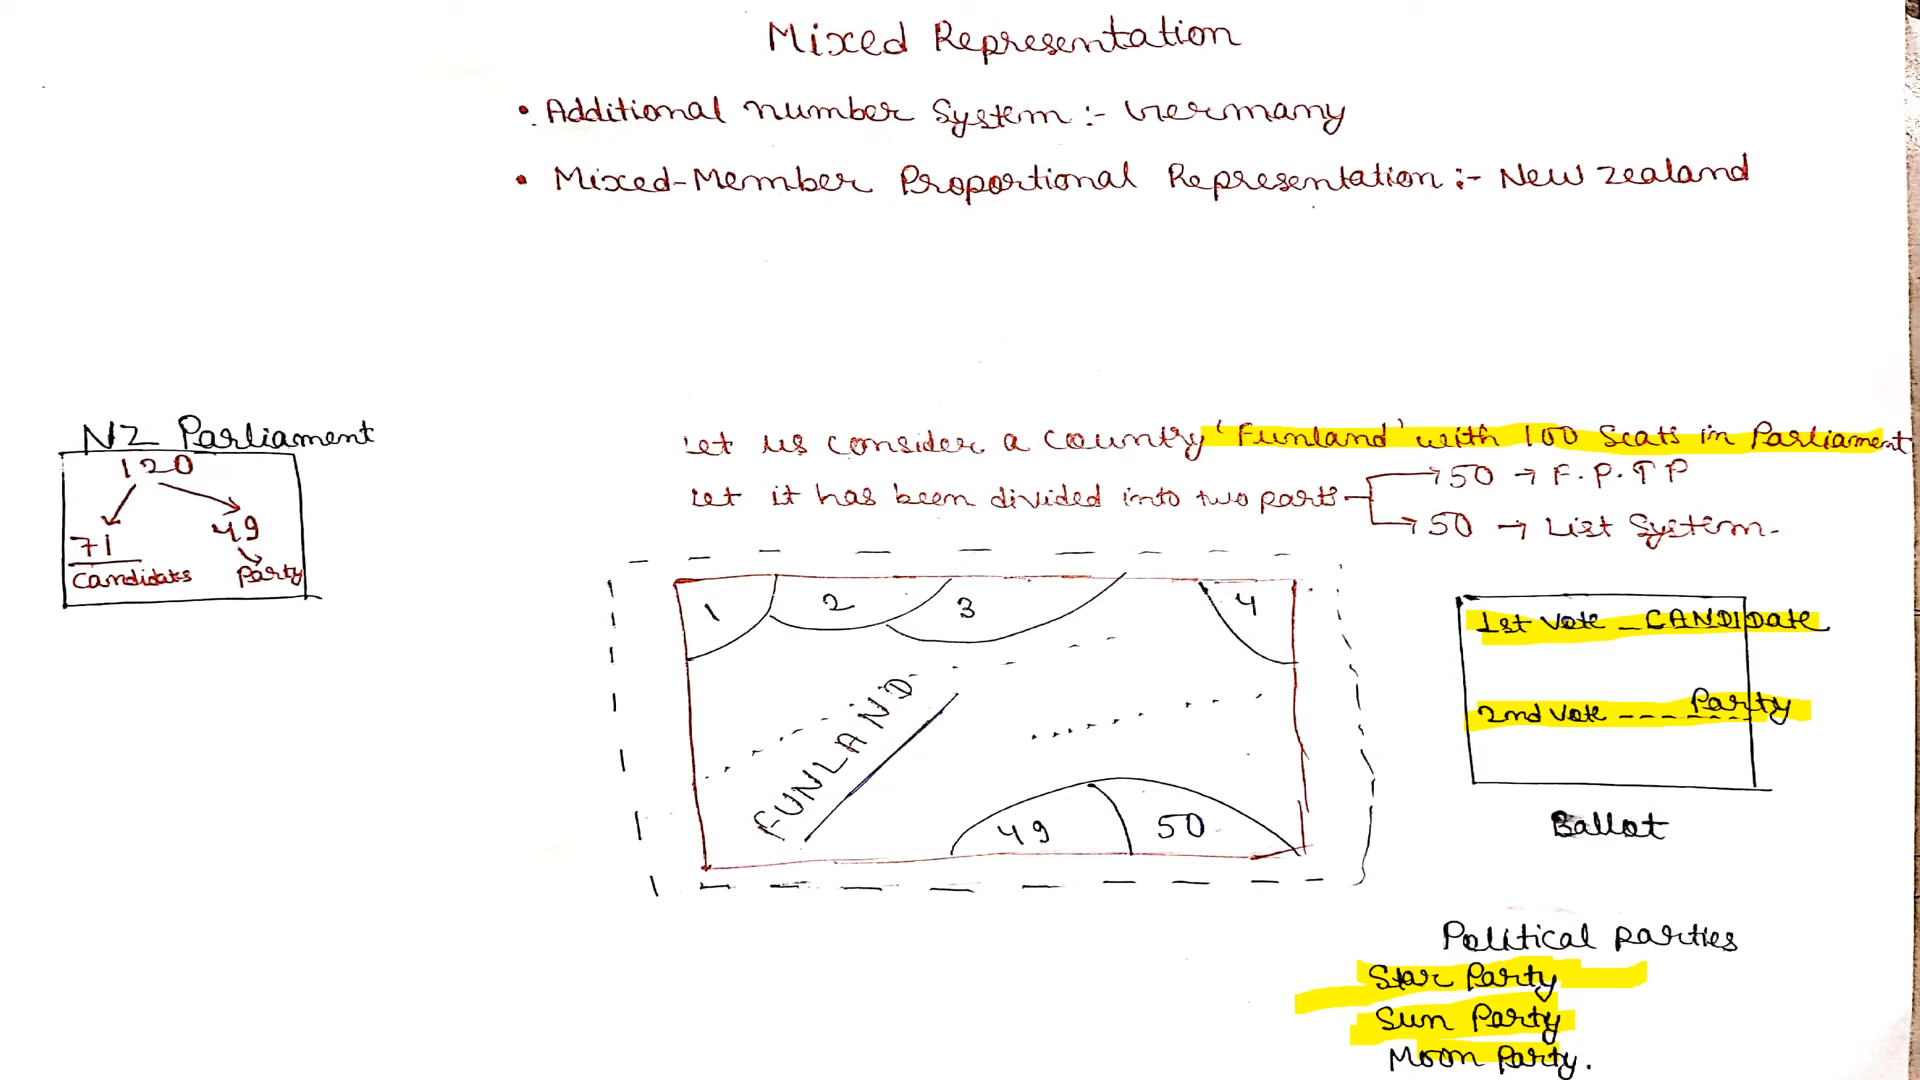 Mixed Representation
• Additional number System :- Germany
• Mixed-Member Proportional Representation :- New Zealand
NZ Parliament
120
71 49
Candidates Party
Let us consider a country 'Funland' with 100 Seats in Parliament
Let it has been divided into two parts → 50 → F.P.T.P
→ 50 → List System-
1 2 3 4
FUNLAND
49 50
1st Vote _ CANDIDate
2nd Vote ------- Party
Ballot
Political parties
Star Party
Sun Party
Moon Party.